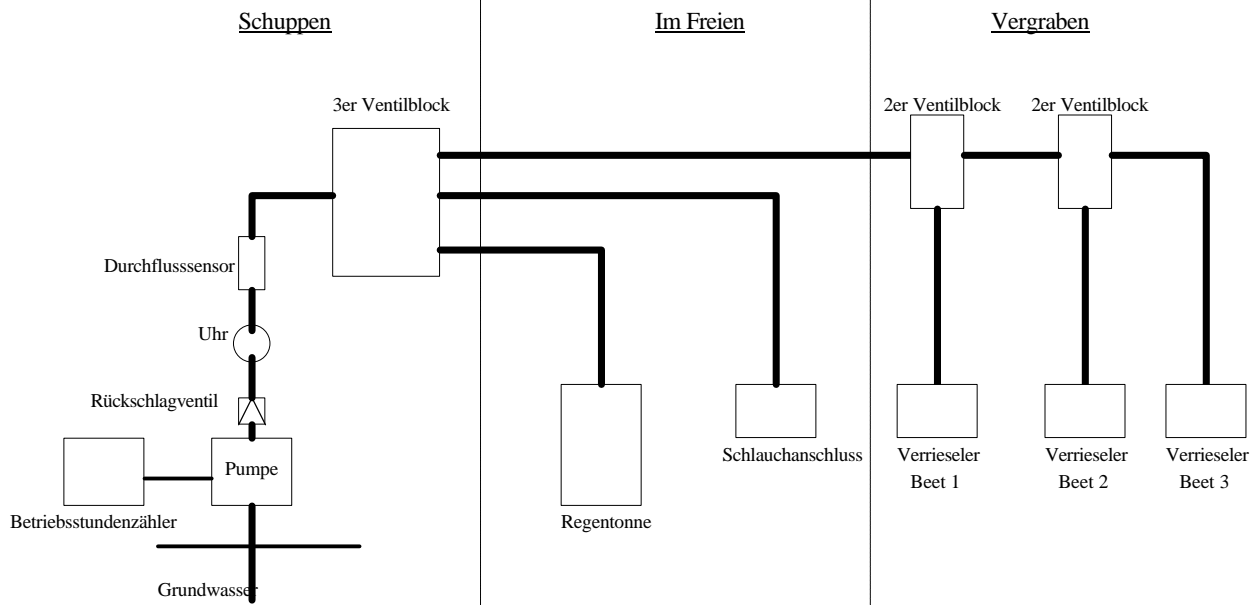 Schuppen
Im Freien
Vergraben
3er Ventilblock
2er Ventilblock
2er Ventilblock
Durchflusssensor
Uhr
Rückschlagventil
Pumpe
Betriebsstundenzähler
Grundwasser
Regentonne
Schlauchanschluss
Verrieseler
Beet 1
Verrieseler
Beet 2
Verrieseler
Beet 3